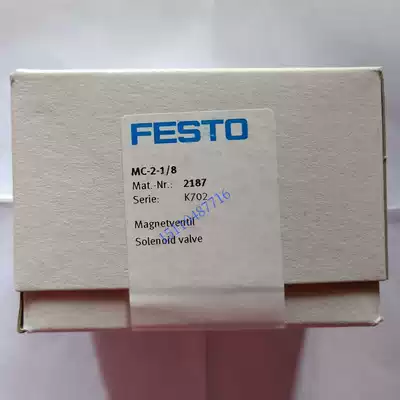 FESTO
MC-2-1/8
Mat.-Nr.: 2187
Serie: K702
Magnetventil
Solenoid valve